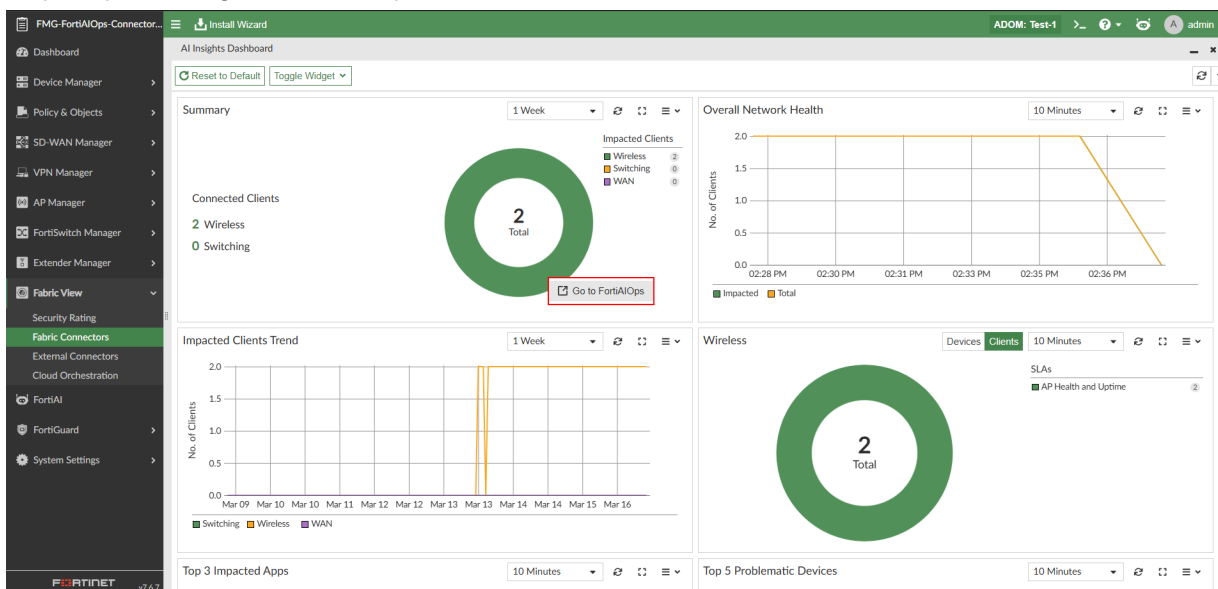 FMG-FortiAIOps-Connector...
Install Wizard
ADOM: Test-1
>_
A
admin
Dashboard
Device Manager
Policy & Objects
SD-WAN Manager
VPN Manager
AP Manager
FortiSwitch Manager
Extender Manager
Fabric View
Security Rating
Fabric Connectors
External Connectors
Cloud Orchestration
FortiAI
FortiGuard
System Settings
FORTINET
v7.6.7
AI Insights Dashboard
Reset to Default
Toggle Widget
Summary
1 Week
Connected Clients
2 Wireless
0 Switching
2
Total
Impacted Clients
Wireless 2
Switching 0
WAN 0
Go to FortiAIOps
Overall Network Health
10 Minutes
No. of Clients
2.0
1.5
1.0
0.5
0.0
02:28 PM 02:30 PM 02:31 PM 02:33 PM 02:35 PM 02:36 PM
Impacted Total
Impacted Clients Trend
1 Week
No. of Clients
2.0
1.5
1.0
0.5
0.0
Mar 09 Mar 10 Mar 10 Mar 11 Mar 12 Mar 12 Mar 13 Mar 13 Mar 14 Mar 14 Mar 15 Mar 16
Switching Wireless WAN
Wireless
Devices Clients
10 Minutes
2
Total
SLAs
AP Health and Uptime 2
Top 3 Impacted Apps
10 Minutes
Top 5 Problematic Devices
10 Minutes